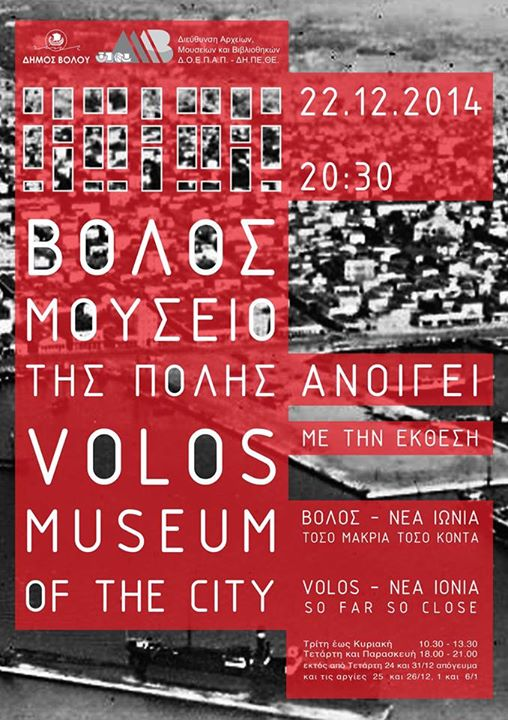 ΔΗΜΟΣ ΒΟΛΟΥ
Διεύθυνση Αρχείων,
Μουσείων και Βιβλιοθηκών
Δ.Ο.Ε.Π.Α.Π. - ΔΗ.ΠΕ.ΘΕ.
22.12.2014
20:30
ΒΟΛΟΣ
ΜΟΥΣΕΙΟ
ΤΗΣ ΠΟΛΗΣ
ΑΝΟΙΓΕΙ
ΜΕ ΤΗΝ ΕΚΘΕΣΗ
VOLOS
MUSEUM
OF THE CITY
ΒΟΛΟΣ - ΝΕΑ ΙΩΝΙΑ
ΤΟΣΟ ΜΑΚΡΙΑ ΤΟΣΟ ΚΟΝΤΑ
VOLOS - ΝΕΑ ΙΟΝΙΑ
SO FAR SO CLOSE
Τρίτη έως Κυριακή 10.30 - 13.30
Τετάρτη και Παρασκευή 18.00 - 21.00
εκτός από Τετάρτη 24 και 31/12 απόγευμα
και τις αργίες 25 και 26/12, 1 και 6/1